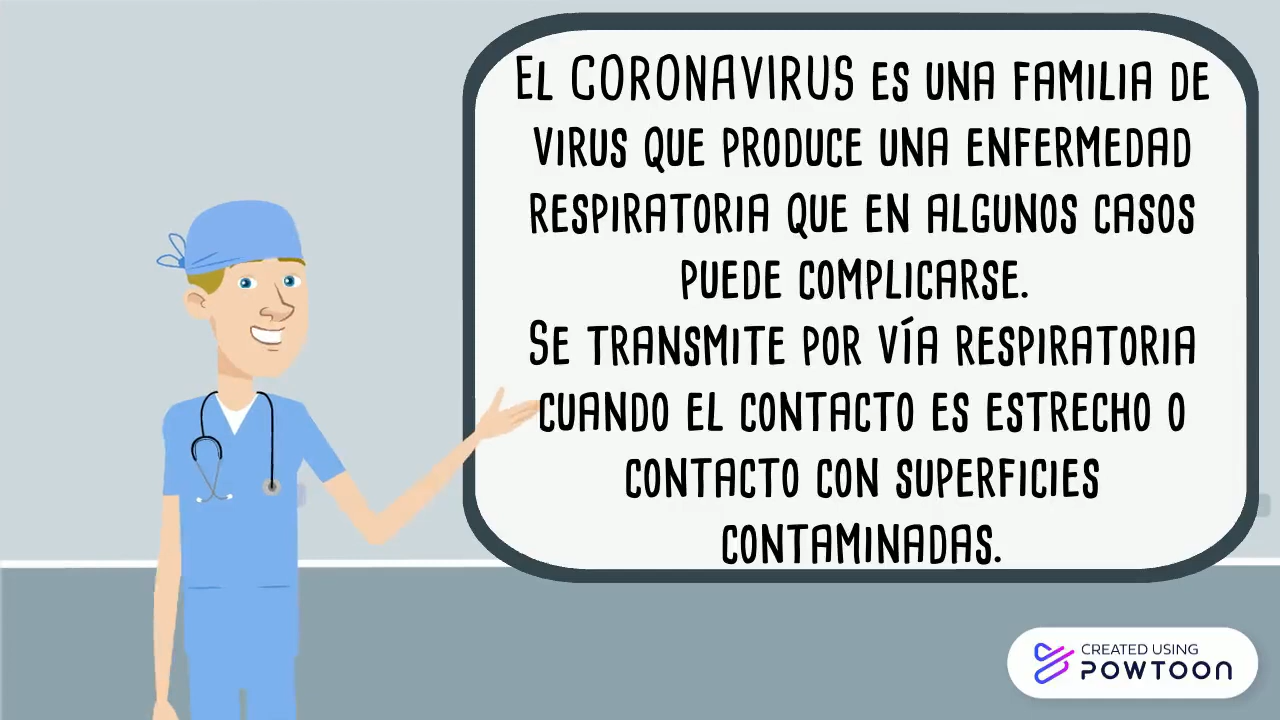 El CORONAVIRUS es una familia de
virus que produce una enfermedad
respiratoria que en algunos casos
puede complicarse.
Se transmite por vía respiratoria
cuando el contacto es estrecho o
contacto con superficies
contaminadas.
CREATED USING
POWTOON